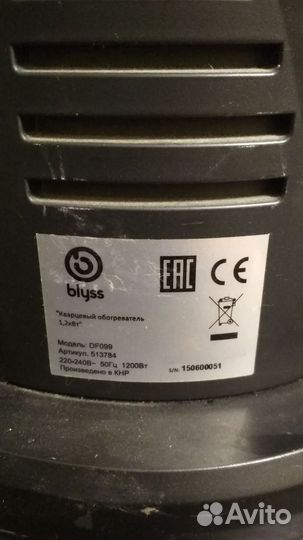 blyss
EAC CE
"Кварцевый обогреватель
1,2кВт"
Модель: DF099
Артикул. 513784
220-240В~ 50Гц 1200Вт
Произведено в КНР
S/N: 150600051
Avito